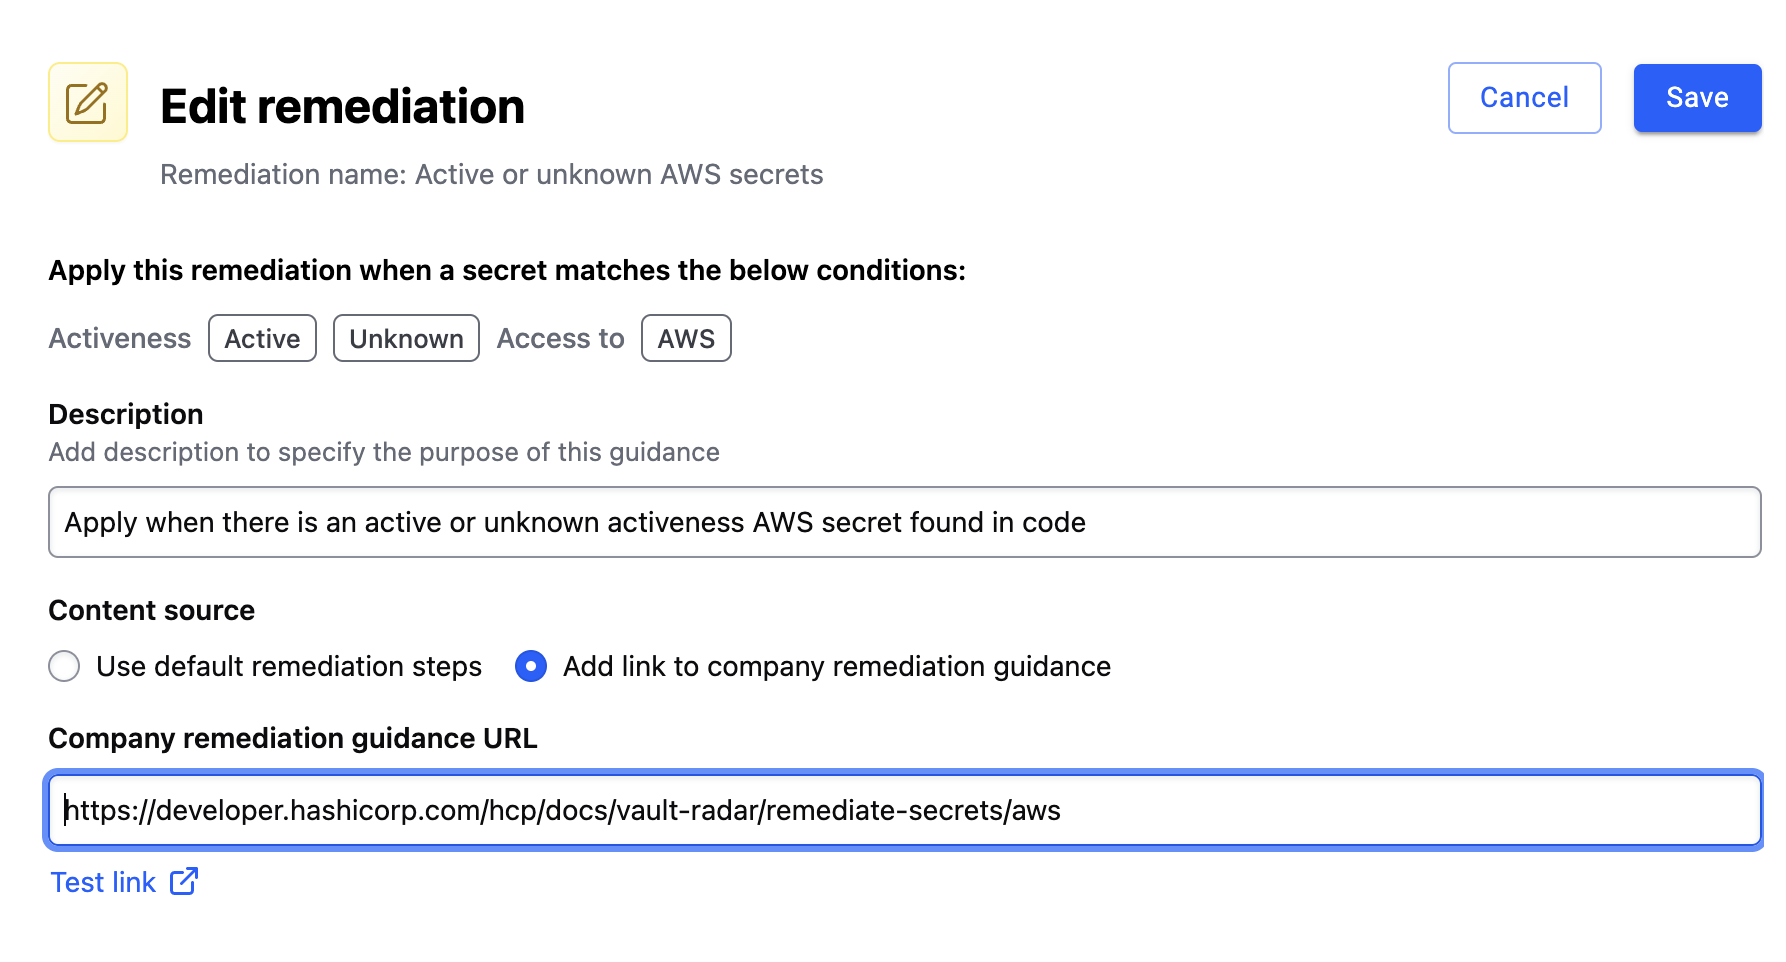 Edit remediation
Cancel
Save
Remediation name: Active or unknown AWS secrets
Apply this remediation when a secret matches the below conditions:
Activeness Active Unknown Access to AWS
Description
Add description to specify the purpose of this guidance
Apply when there is an active or unknown activeness AWS secret found in code
Content source
Use default remediation steps Add link to company remediation guidance
Company remediation guidance URL
https://developer.hashicorp.com/hcp/docs/vault-radar/remediate-secrets/aws
Test link